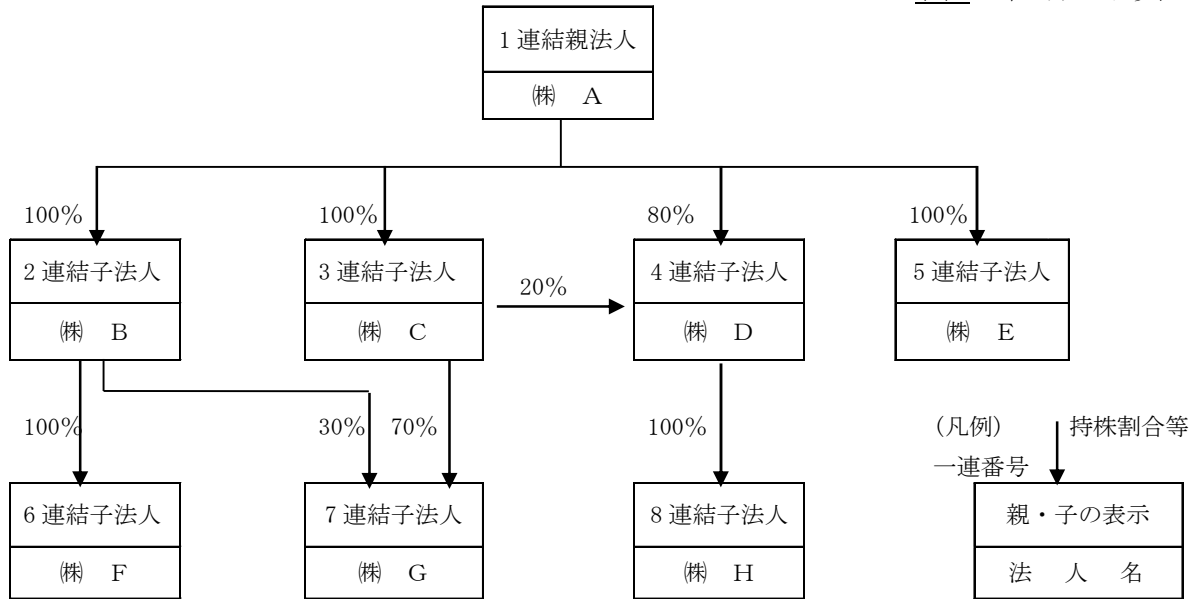 1 連結親法人
㈱ A
100%
100%
80%
100%
2 連結子法人
3 連結子法人
4 連結子法人
5 連結子法人
20%
㈱ B
㈱ C
㈱ D
㈱ E
100%
30%
70%
100%
(凡例)
持株割合等
一連番号
6 連結子法人
7 連結子法人
8 連結子法人
親・子の表示
㈱ F
㈱ G
㈱ H
法 人 名